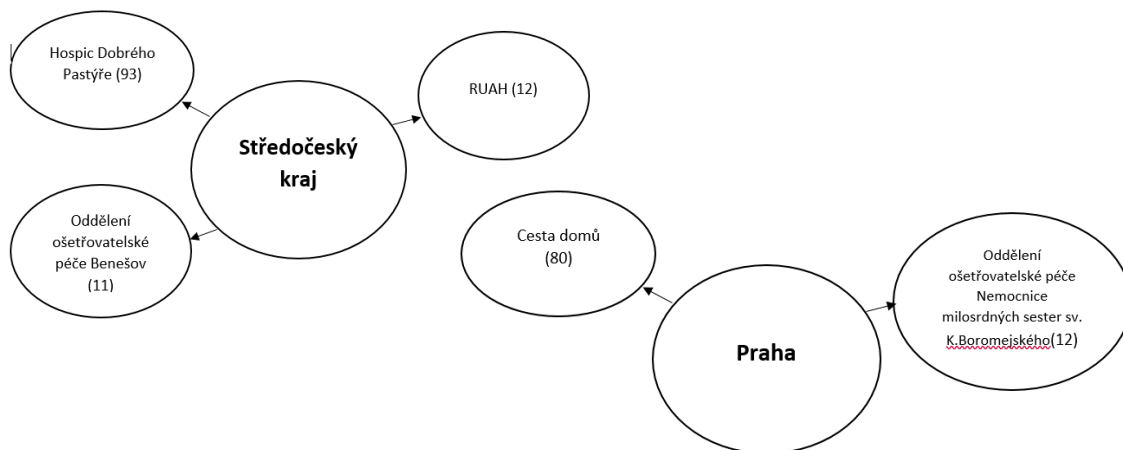 Hospic Dobrého
Pastýře (93)
RUAH (12)
Středočeský
kraj
Oddělení
ošetřovatelské
péče Benešov
(11)
Cesta domů
(80)
Oddělení
ošetřovatelské péče
Nemocnice
milosrdných sester sv.
K.Boromejského(12)
Praha